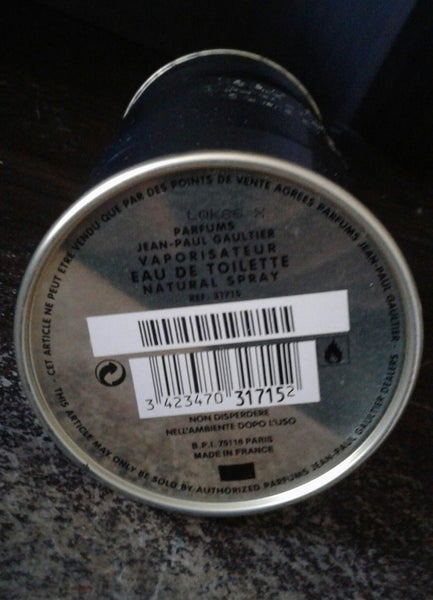 CET ARTICLE NE PEUT ETRE VENDU QUE PAR DES POINTS DE VENTE AGREES PARFUMS JEAN-PAUL GAULTIER
PARFUMS
JEAN-PAUL GAULTIER
VAPORISATEUR
EAU DE TOILETTE
NATURAL SPRAY
REF. 31715
3 423470 317152
NON DISPERDERE
NELL'AMBIENTE DOPO L'USO
B.P.I. 75116 PARIS
MADE IN FRANCE
THIS ARTICLE MAY ONLY BE SOLD BY AUTHORIZED PARFUMS JEAN-PAUL GAULTIER DEALERS